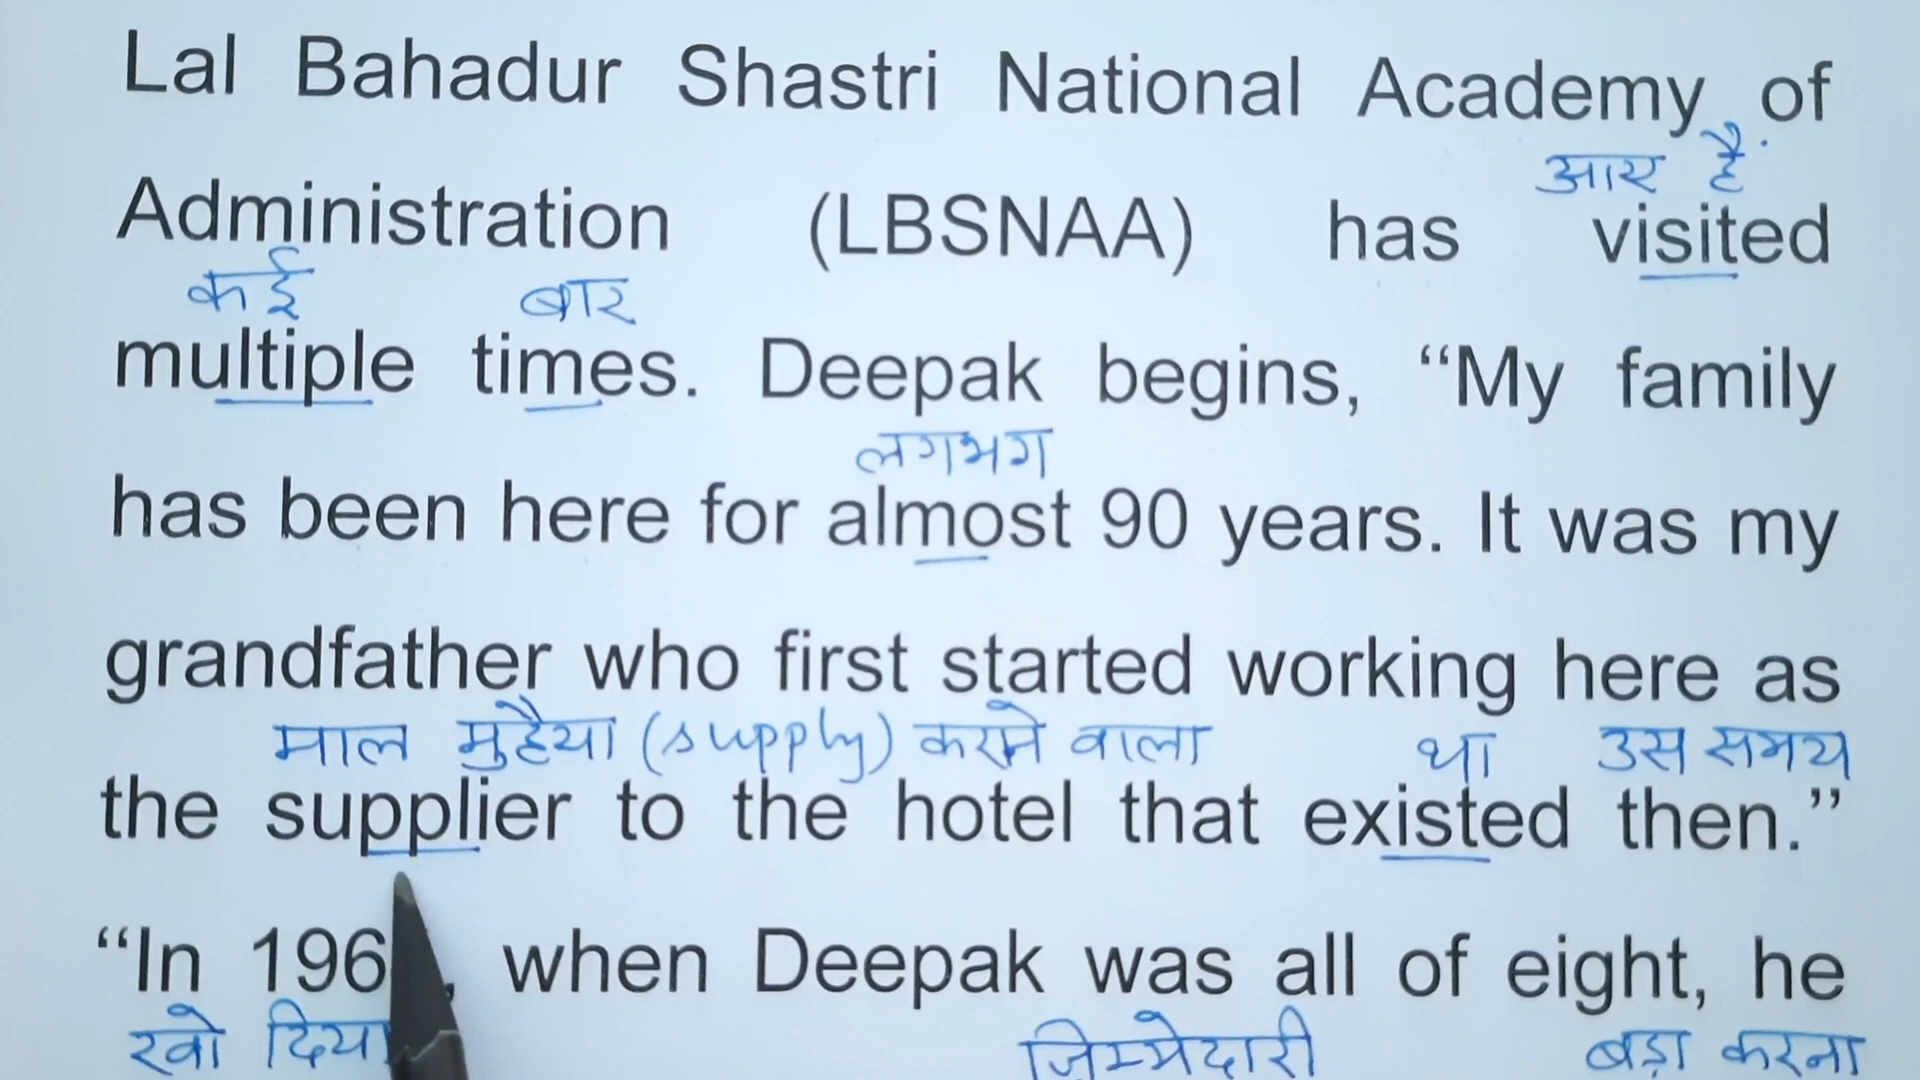 Lal Bahadur Shastri National Academy of
आए हैं.
Administration (LBSNAA) has visited
कई बार
multiple times. Deepak begins, “My family
लगभग
has been here for almost 90 years. It was my
grandfather who first started working here as
माल मुहैया (supply) करने वाला था उस समय
the supplier to the hotel that existed then.”
“In 196 , when Deepak was all of eight, he
खो दिया जिम्मेदारी बड़ा करना